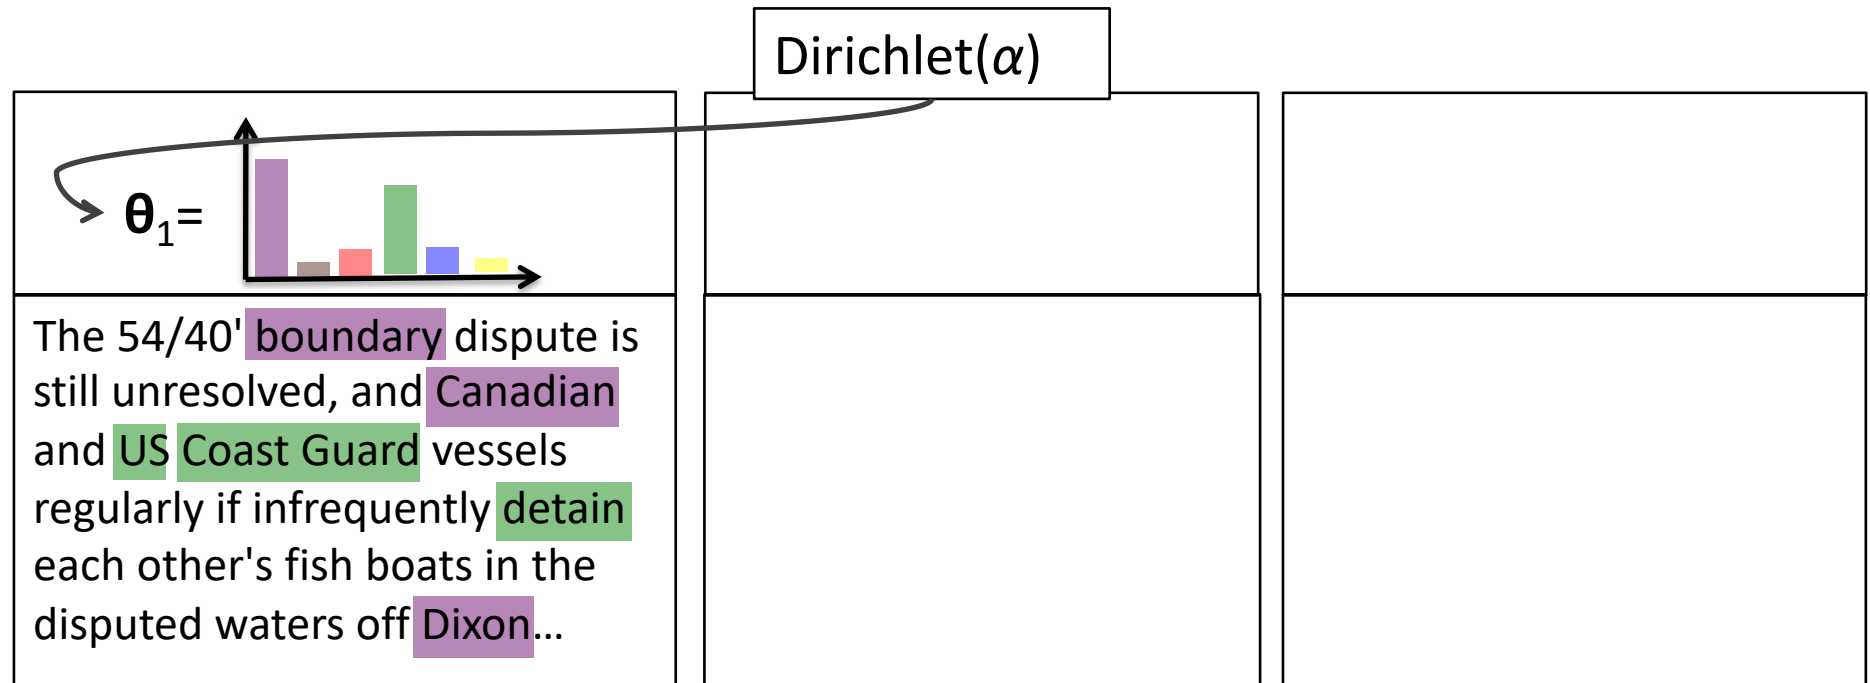 Dirichlet(α)
θ1=
The 54/40' boundary dispute is
still unresolved, and Canadian
and US Coast Guard vessels
regularly if infrequently detain
each other's fish boats in the
disputed waters off Dixon…